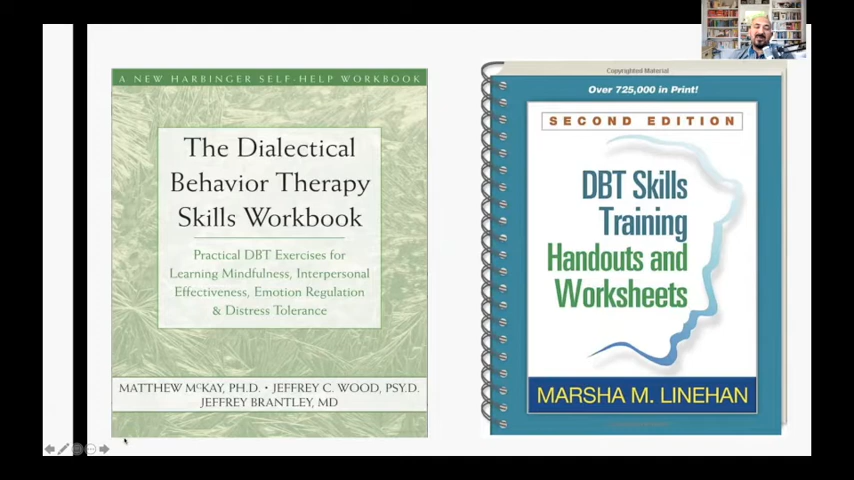 A NEW HARBINGER SELF-HELP WORKBOOK
The Dialectical
Behavior Therapy
Skills Workbook
Practical DBT Exercises for
Learning Mindfulness, Interpersonal
Effectiveness, Emotion Regulation
& Distress Tolerance
MATTHEW McKAY, PH.D. • JEFFREY C. WOOD, PSY.D.
JEFFREY BRANTLEY, MD
Copyrighted Material
Over 725,000 in Print!
SECOND EDITION
DBT Skills
Training
Handouts and
Worksheets
MARSHA M. LINEHAN